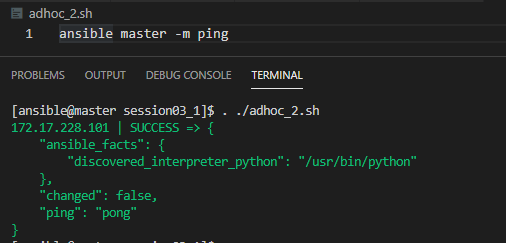 adhoc_2.sh
1 ansible master -m ping
PROBLEMS OUTPUT DEBUG CONSOLE TERMINAL
[ansible@master session03_1]$ . ./adhoc_2.sh
172.17.228.101 | SUCCESS => {
    "ansible_facts": {
        "discovered_interpreter_python": "/usr/bin/python"
    },
    "changed": false,
    "ping": "pong"
}